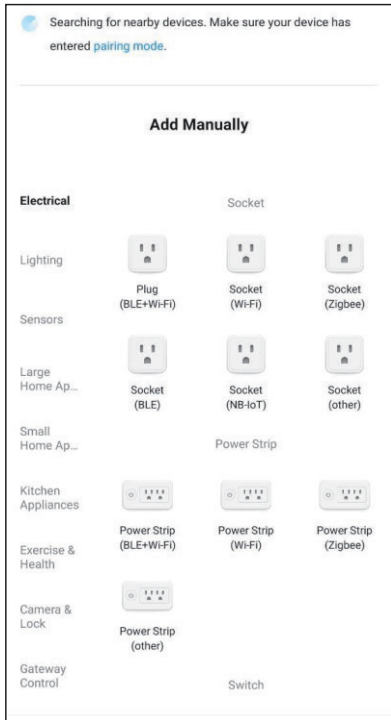 Searching for nearby devices. Make sure your device has
entered pairing mode.
Add Manually
Electrical
Lighting
Sensors
Large
Home Ap...
Small
Home Ap...
Kitchen
Appliances
Exercise &
Health
Camera &
Lock
Gateway
Control
Socket
Plug
(BLE+Wi-Fi)
Socket
(Wi-Fi)
Socket
(Zigbee)
Socket
(BLE)
Socket
(NB-IoT)
Socket
(other)
Power Strip
Power Strip
(BLE+Wi-Fi)
Power Strip
(Wi-Fi)
Power Strip
(Zigbee)
Power Strip
(other)
Switch